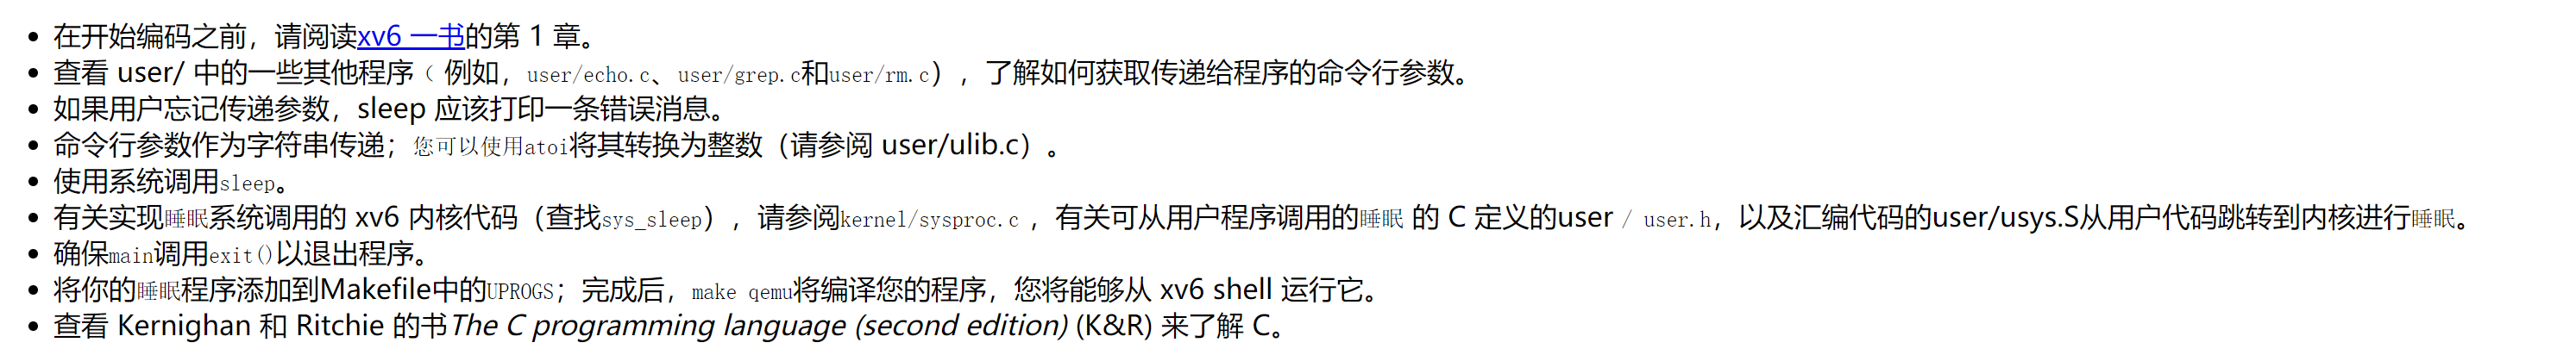 • 在开始编码之前，请阅读xv6 一书的第 1 章。
• 查看 user/ 中的一些其他程序（ 例如，user/echo.c、user/grep.c和user/rm.c），了解如何获取传递给程序的命令行参数。
• 如果用户忘记传递参数，sleep 应该打印一条错误消息。
• 命令行参数作为字符串传递；您可以使用atoi将其转换为整数（请参阅 user/ulib.c）。
• 使用系统调用sleep。
• 有关实现睡眠系统调用的 xv6 内核代码（查找sys_sleep），请参阅kernel/sysproc.c ，有关可从用户程序调用的睡眠 的 C 定义的user / user.h，以及汇编代码的user/usys.S从用户代码跳转到内核进行睡眠。
• 确保main调用exit()以退出程序。
• 将你的睡眠程序添加到Makefile中的UPROGS；完成后，make qemu将编译您的程序，您将能够从 xv6 shell 运行它。
• 查看 Kernighan 和 Ritchie 的书The C programming language (second edition) (K&R) 来了解 C。